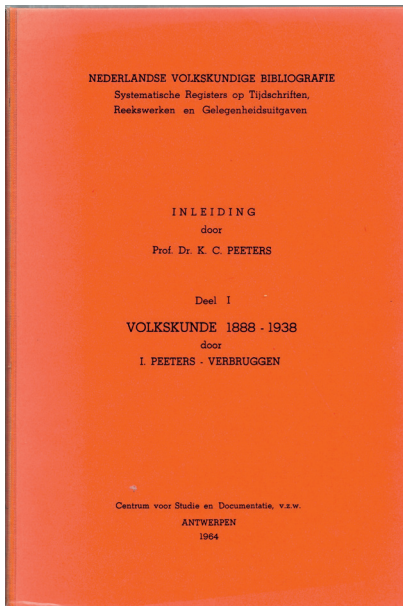 NEDERLANDSE VOLKSKUNDIGE BIBLIOGRAFIE
Systematische Registers op Tijdschriften,
Reekswerken en Gelegenheidsuitgaven
INLEIDING
door
Prof. Dr. K. C. PEETERS
Deel I
VOLKSKUNDE 1888 - 1938
door
I. PEETERS - VERBRUGGEN
Centrum voor Studie en Documentatie, v.z.w.
ANTWERPEN
1964